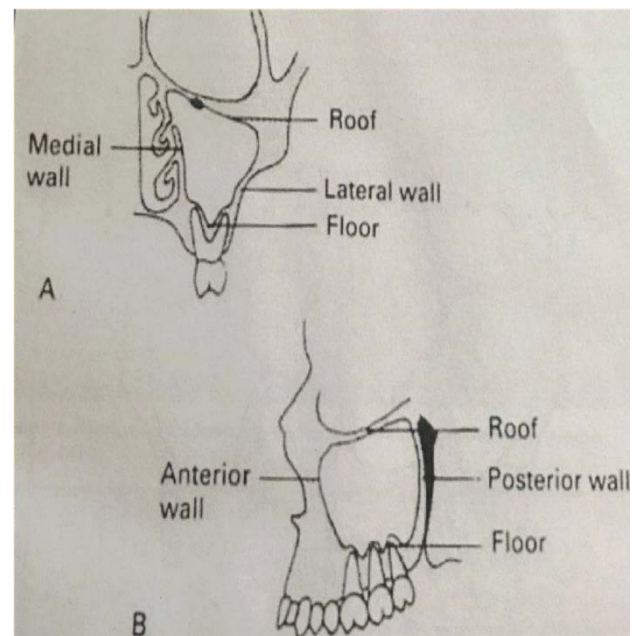 Roof
Medial
wall
Lateral wall
Floor
A
Roof
Anterior
wall
Posterior wall
Floor
B